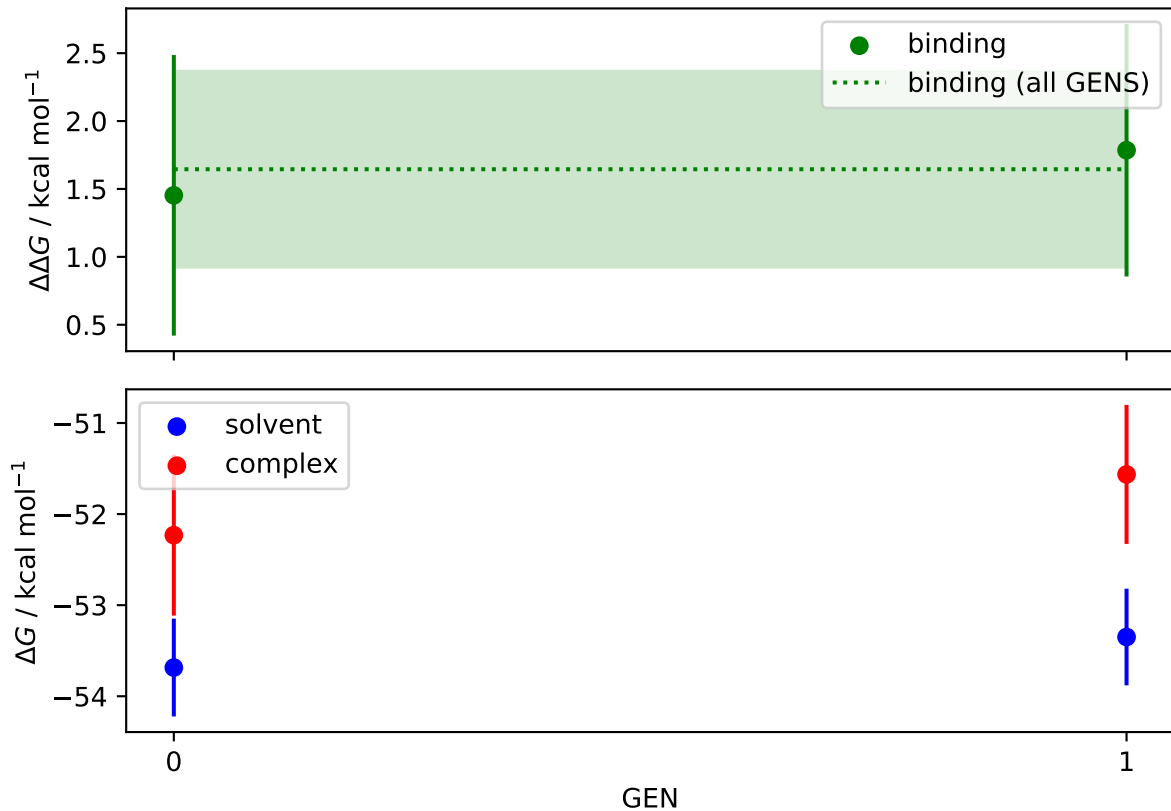 2.5
2.0
1.5
1.0
0.5
ΔΔG / kcal mol⁻¹
binding
binding (all GENS)
−51
−52
−53
−54
ΔG / kcal mol⁻¹
solvent
complex
0
1
GEN